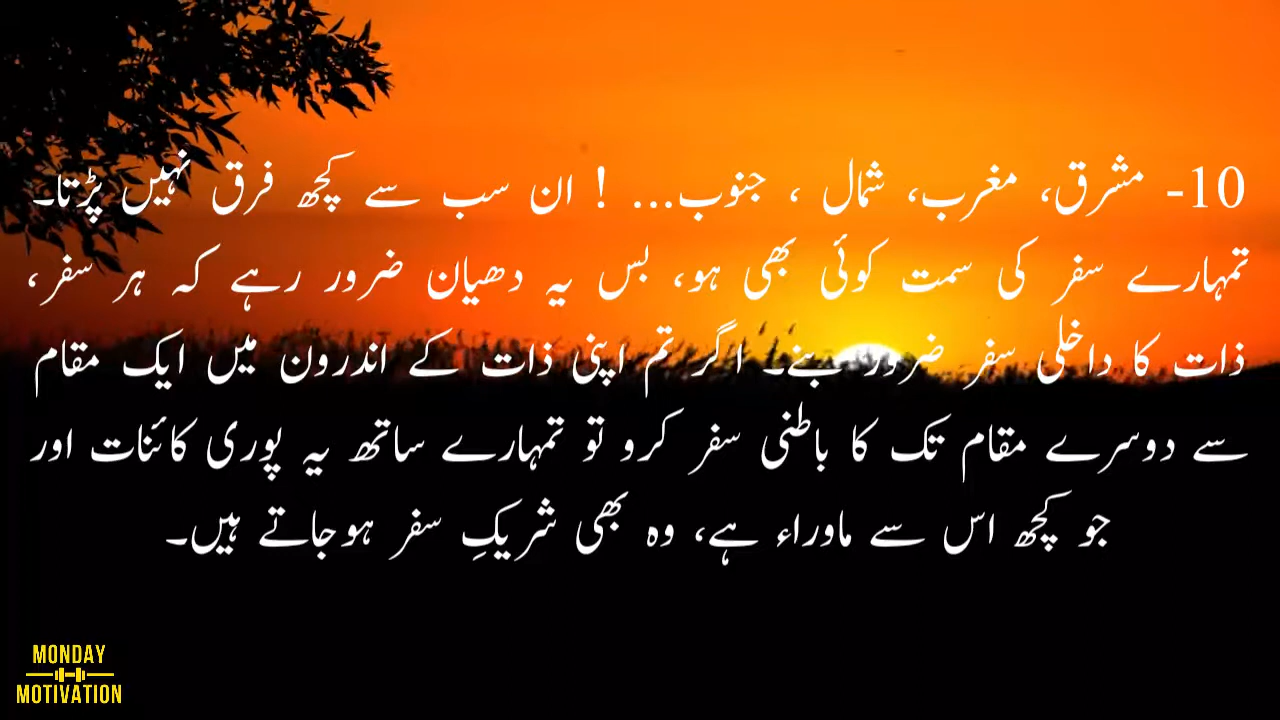 10- مشرق، مغرب، شمال ، جنوب... ! ان سب سے کچھ فرق نہیں پڑتا۔
تمہارے سفر کی سمت کوئی بھی ہو، بس یہ دھیان ضرور رہے کہ ہر سفر،
ذات کا داخلی سفر ضرور بنے۔ اگر تم اپنی ذات کے اندرون میں ایک مقام
سے دوسرے مقام تک کا باطنی سفر کرو تو تمہارے ساتھ یہ پوری کائنات اور
جو کچھ اس سے ماوراء ہے، وہ بھی شریکِ سفر ہوجاتے ہیں۔
MONDAY
MOTIVATION